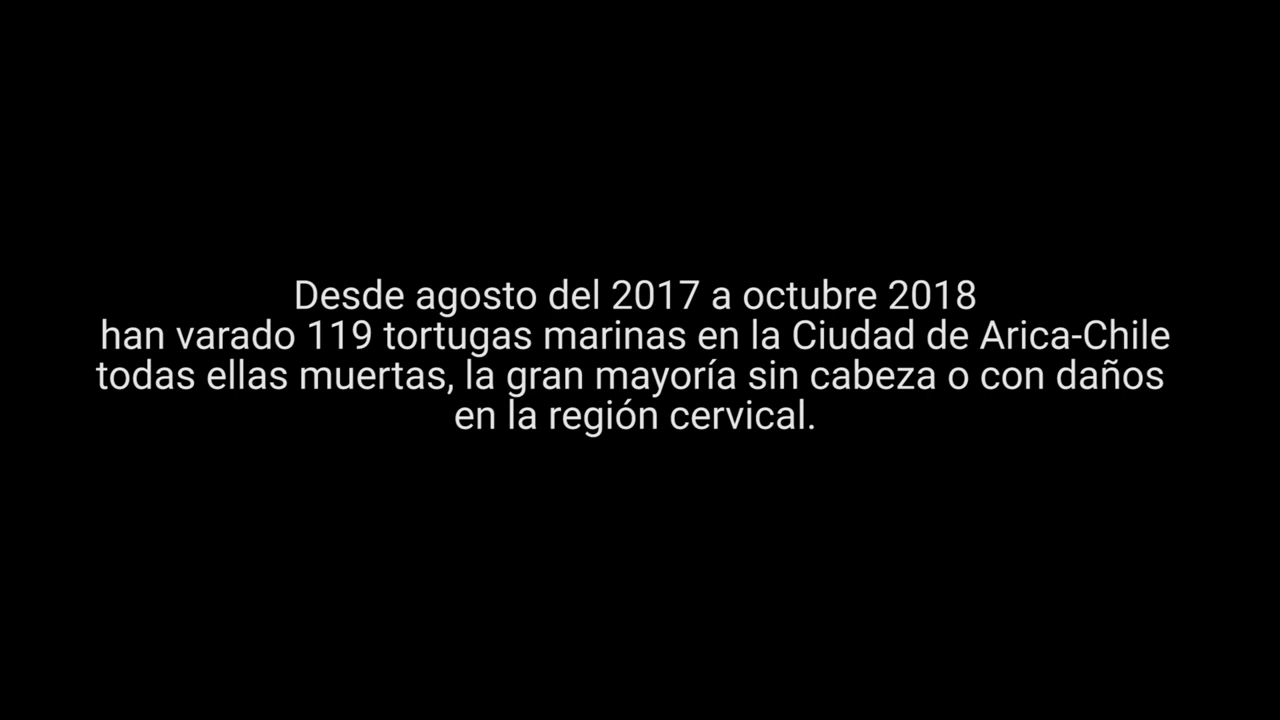 Desde agosto del 2017 a octubre 2018
han varado 119 tortugas marinas en la Ciudad de Arica-Chile
todas ellas muertas, la gran mayoría sin cabeza o con daños
en la región cervical.